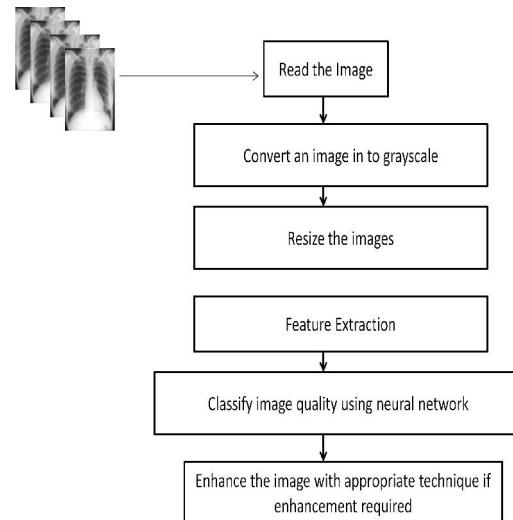 Read the Image
Convert an image in to grayscale
Resize the images
Feature Extraction
Classify image quality using neural network
Enhance the image with appropriate technique if
enhancement required